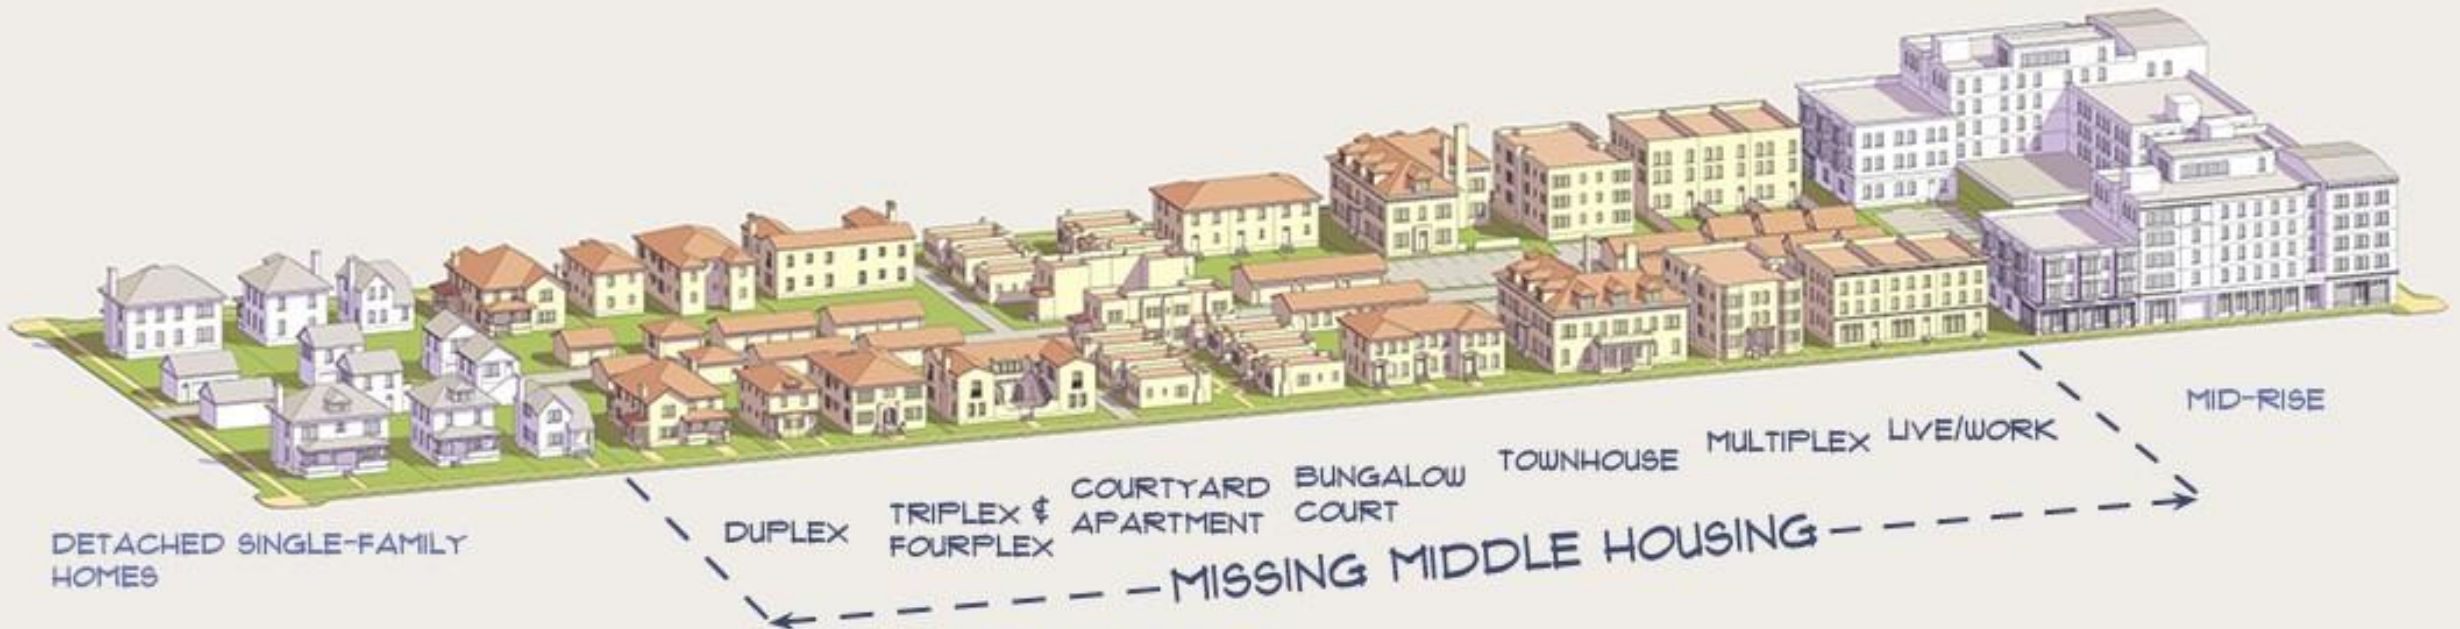 DETACHED SINGLE-FAMILY
HOMES
DUPLEX
TRIPLEX &
FOURPLEX
COURTYARD
APARTMENT
BUNGALOW
COURT
TOWNHOUSE
MULTIPLEX
LIVE/WORK
MID-RISE
MISSING MIDDLE HOUSING